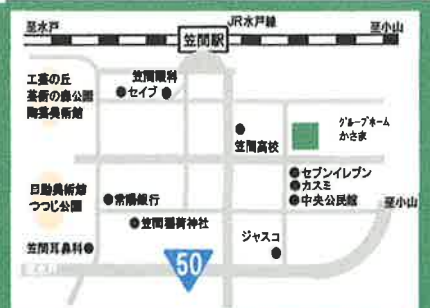 至水戸
JR水戸線
至小山
笠間駅
工芸の丘
芸術の森公園
陶芸美術館
笠間眼科
セイブ
笠間高校
グループホーム
かさま
セブンイレブン
カスミ
中央公民館
日動美術館
つつじ公園
常陽銀行
笠間稲荷神社
至小山
ジャスコ
笠間耳鼻科
50